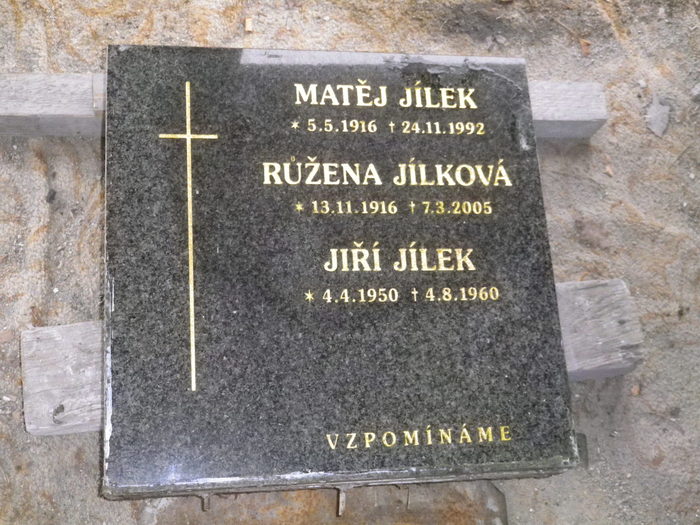 MATĚJ JÍLEK
* 5.5.1916 † 24.11.1992
RŮŽENA JÍLKOVÁ
* 13.11.1916 † 7.3.2005
JIŘÍ JÍLEK
* 4.4.1950 † 4.8.1960
VZPOMÍNÁME